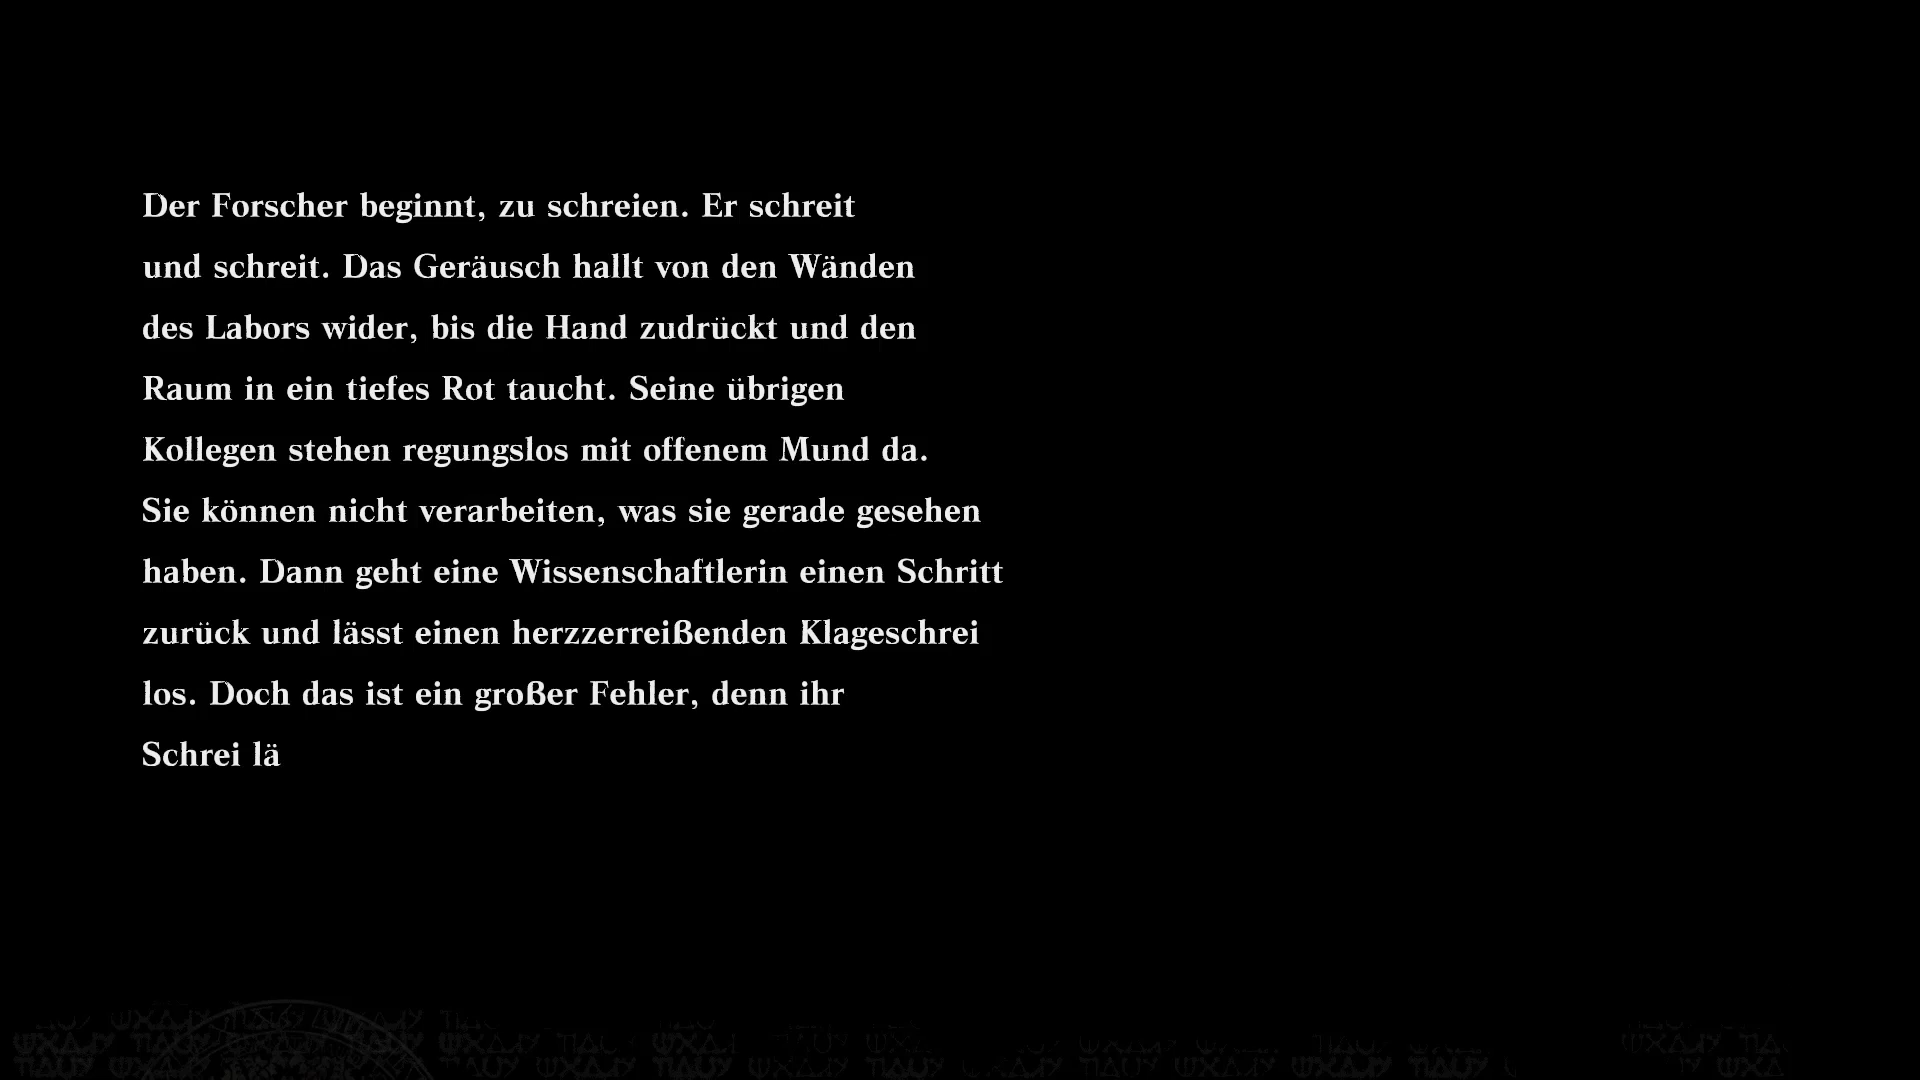 Der Forscher beginnt, zu schreien. Er schreit
und schreit. Das Geräusch hallt von den Wänden
des Labors wider, bis die Hand zudrückt und den
Raum in ein tiefes Rot taucht. Seine übrigen
Kollegen stehen regungslos mit offenem Mund da.
Sie können nicht verarbeiten, was sie gerade gesehen
haben. Dann geht eine Wissenschaftlerin einen Schritt
zurück und lässt einen herzzerreißenden Klageschrei
los. Doch das ist ein großer Fehler, denn ihr
Schrei lä